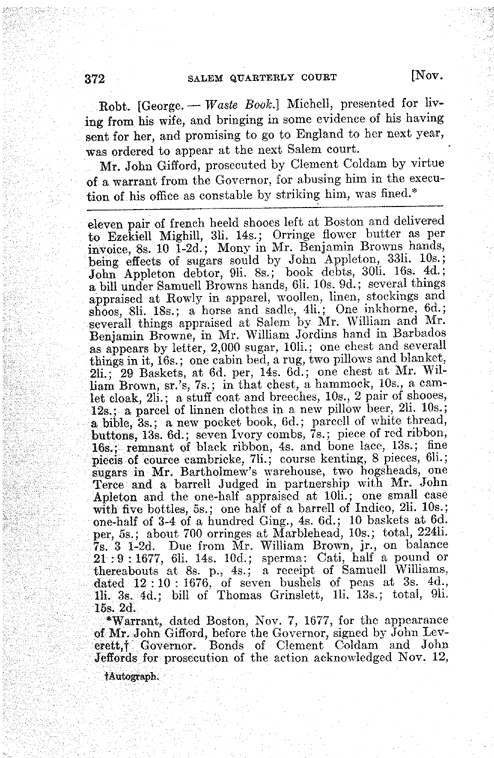 372 SALEM QUARTERLY COURT [Nov.
Robt. [George. — Waste Book.] Michell, presented for liv-
ing from his wife, and bringing in some evidence of his having
sent for her, and promising to go to England to her next year,
was ordered to appear at the next Salem court.
Mr. John Gifford, prosecuted by Clement Coldam by virtue
of a warrant from the Governor, for abusing him in the execu-
tion of his office as constable by striking him, was fined.*
eleven pair of french heeld shooes left at Boston and delivered
to Ezekiell Mighill, 3li. 14s.; Orringe flower butter as per
invoice, 8s. 10 1-2d.; Mony in Mr. Benjamin Browns hands,
being effects of sugars sould by John Appleton, 33li. 10s.;
John Appleton debtor, 9li. 8s.; book debts, 30li. 16s. 4d.;
a bill under Samuell Browns hands, 6li. 10s. 9d.; several things
appraised at Rowly in apparel, woollen, linen, stockings and
shoos, 8li. 18s.; a horse and sadle, 4li.; One inkhorne, 6d.;
severall things appraised at Salem by Mr. William and Mr.
Benjamin Browne, in Mr. William Jordins hand in Barbados
as appears by letter, 2,000 sugar, 10li.; one chest and severall
things in it, 16s.; one cabin bed, a rug, two pillows and blanket,
2li.; 29 Baskets, at 6d. per, 14s. 6d.; one chest at Mr. Wil-
liam Brown, sr.'s, 7s.; in that chest, a hammock, 10s., a cam-
let cloak, 2li.; a stuff coat and breeches, 10s., 2 pair of shooes,
12s.; a parcel of linnen clothes in a new pillow beer, 2li. 10s.;
a bible, 3s.; a new pocket book, 6d.; parcell of white thread,
buttons, 13s. 6d.; seven Ivory combs, 7s.; piece of red ribbon,
16s.; remnant of black ribbon, 4s. and bone lace, 13s.; fine
piecis of cource cambricke, 7li.; course kenting, 8 pieces, 6li.;
sugars in Mr. Bartholmew's warehouse, two hogsheads, one
Terce and a barrell Judged in partnership with Mr. John
Apleton and the one-half appraised at 10li.; one small case
with five bottles, 5s.; one half of a barrell of Indico, 2li. 10s.;
one-half of 3-4 of a hundred Ging., 4s. 6d.; 10 baskets at 6d.
per, 5s.; about 700 orringes at Marblehead, 10s.; total, 224li.
7s. 3 1-2d. Due from Mr. William Brown, jr., on balance
21 : 9 : 1677, 6li. 14s. 10d.; sperma: Cati, half a pound or
thereabouts at 8s. p., 4s.; a receipt of Samuell Williams,
dated 12 : 10 : 1676, of seven bushels of peas at 3s. 4d.,
1li. 3s. 4d.; bill of Thomas Grinslett, 1li. 13s.; total, 9li.
15s. 2d.
*Warrant, dated Boston, Nov. 7, 1677, for the appearance
of Mr. John Gifford, before the Governor, signed by John Lev-
erett,† Governor. Bonds of Clement Coldam and John
Jeffords for prosecution of the action acknowledged Nov. 12,
†Autograph.